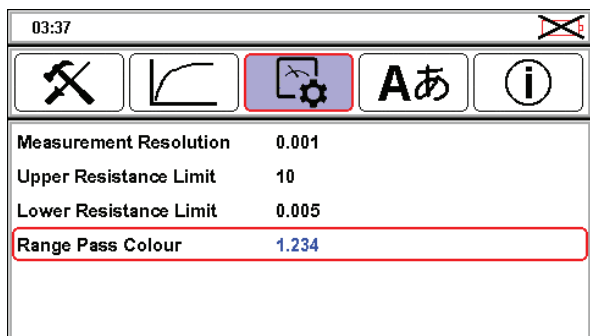 03:37
Aあ
i
Measurement Resolution 0.001
Upper Resistance Limit 10
Lower Resistance Limit 0.005
Range Pass Colour 1.234